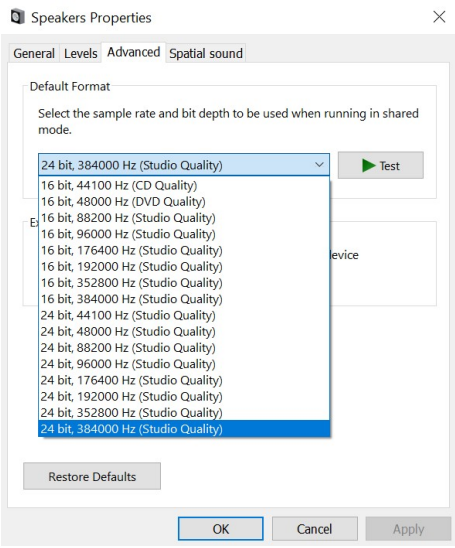 Speakers Properties
General Levels Advanced Spatial sound
Default Format
Select the sample rate and bit depth to be used when running in shared
mode.
24 bit, 384000 Hz (Studio Quality)
Test
16 bit, 44100 Hz (CD Quality)
16 bit, 48000 Hz (DVD Quality)
16 bit, 88200 Hz (Studio Quality)
16 bit, 96000 Hz (Studio Quality)
16 bit, 176400 Hz (Studio Quality)
16 bit, 192000 Hz (Studio Quality)
16 bit, 352800 Hz (Studio Quality)
16 bit, 384000 Hz (Studio Quality)
24 bit, 44100 Hz (Studio Quality)
24 bit, 48000 Hz (Studio Quality)
24 bit, 88200 Hz (Studio Quality)
24 bit, 96000 Hz (Studio Quality)
24 bit, 176400 Hz (Studio Quality)
24 bit, 192000 Hz (Studio Quality)
24 bit, 352800 Hz (Studio Quality)
24 bit, 384000 Hz (Studio Quality)
Restore Defaults
OK Cancel Apply